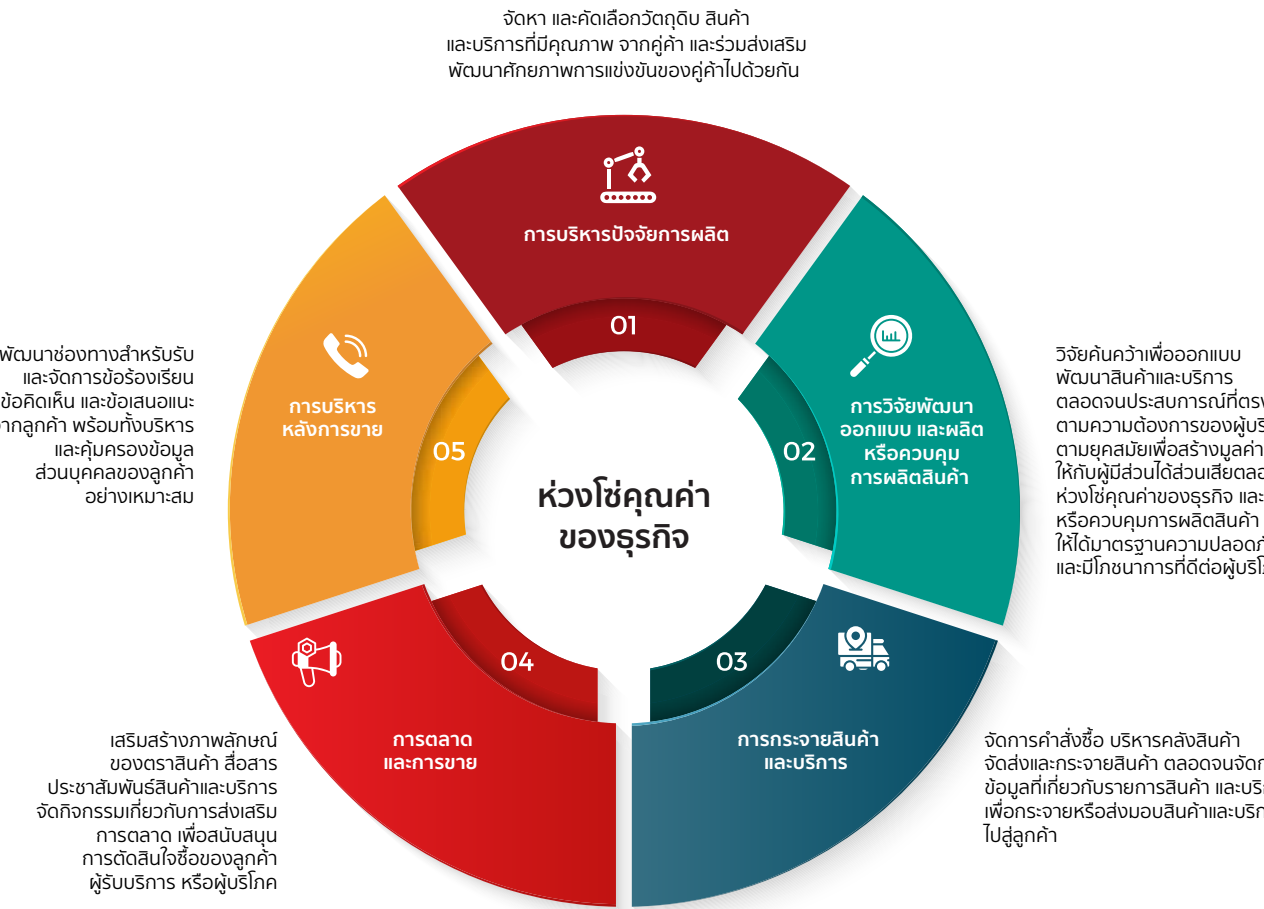 จัดหา และคัดเลือกวัตถุดิบ สินค้า
และบริการที่มีคุณภาพ จากคู่ค้า และร่วมส่งเสริม
พัฒนาศักยภาพการแข่งขันของคู่ค้าไปด้วยกัน
การบริหารปัจจัยการผลิต
01
วิจัยค้นคว้าเพื่อออกแบบ
พัฒนาสินค้าและบริการ
ตลอดจนประสบการณ์ที่ตรง
ตามความต้องการของผู้บริ
ตามยุคสมัยเพื่อสร้างมูลค่า
ให้กับผู้มีส่วนได้ส่วนเสียตลอ
ห่วงโซ่คุณค่าของธุรกิจ และ
หรือควบคุมการผลิตสินค้า
ให้ได้มาตรฐานความปลอดภ
และมีโภชนาการที่ดีต่อผู้บริโภ
การวิจัยพัฒนา
ออกแบบ และผลิต
หรือควบคุม
การผลิตสินค้า
02
ห่วงโซ่คุณค่า
ของธุรกิจ
03
การกระจายสินค้า
และบริการ
จัดการคำสั่งซื้อ บริหารคลังสินค้า
จัดส่งและกระจายสินค้า ตลอดจนจัดก
ข้อมูลที่เกี่ยวกับรายการสินค้า และบริ
เพื่อกระจายหรือส่งมอบสินค้าและบริก
ไปสู่ลูกค้า
04
การตลาด
และการขาย
เสริมสร้างภาพลักษณ์
ของตราสินค้า สื่อสาร
ประชาสัมพันธ์สินค้าและบริการ
จัดกิจกรรมเกี่ยวกับการส่งเสริม
การตลาด เพื่อสนับสนุน
การตัดสินใจซื้อของลูกค้า
ผู้รับบริการ หรือผู้บริโภค
05
การบริหาร
หลังการขาย
พัฒนาช่องทางสำหรับรับ
และจัดการข้อร้องเรียน
ข้อคิดเห็น และข้อเสนอแนะ
จากลูกค้า พร้อมทั้งบริหาร
และคุ้มครองข้อมูล
ส่วนบุคคลของลูกค้า
อย่างเหมาะสม